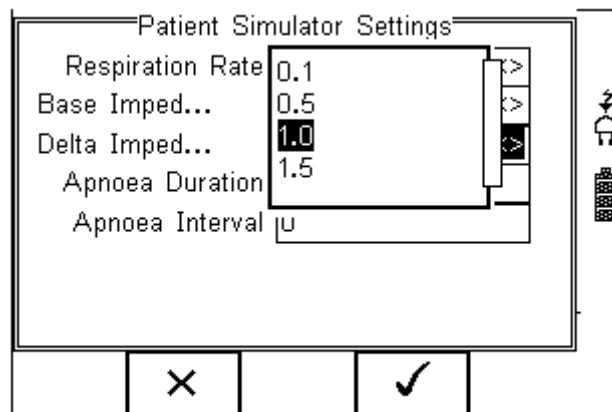 Patient Simulator Settings
Respiration Rate
0.1
<>
Base Imped...
0.5
<>
Delta Imped...
1.0
<>
Apnoea Duration
1.5
Apnoea Interval